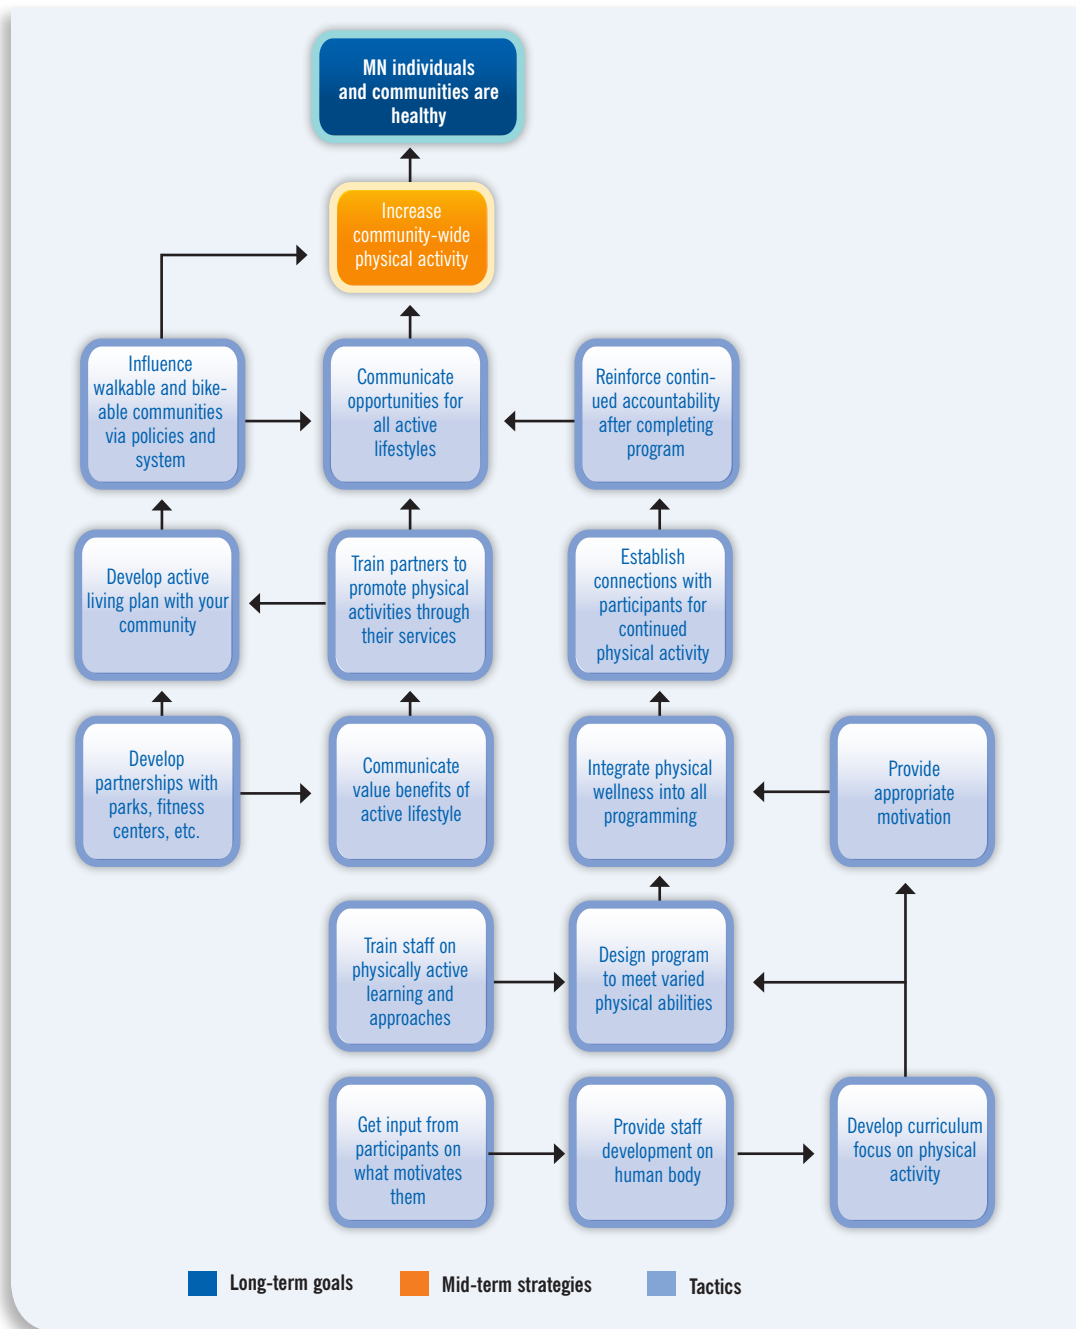 MN individuals
and communities are
healthy
Increase
community-wide
physical activity
Influence
walkable and bike-
able communities
via policies and
system
Communicate
opportunities for
all active
lifestyles
Reinforce contin-
ued accountability
after completing
program
Develop active
living plan with your
community
Train partners to
promote physical
activities through
their services
Establish
connections with
participants for
continued
physical activity
Develop
partnerships with
parks, fitness
centers, etc.
Communicate
value benefits of
active lifestyle
Integrate physical
wellness into all
programming
Provide
appropriate
motivation
Train staff on
physically active
learning and
approaches
Design program
to meet varied
physical abilities
Get input from
participants on
what motivates
them
Provide staff
development on
human body
Develop curriculum
focus on physical
activity
Long-term goals
Mid-term strategies
Tactics